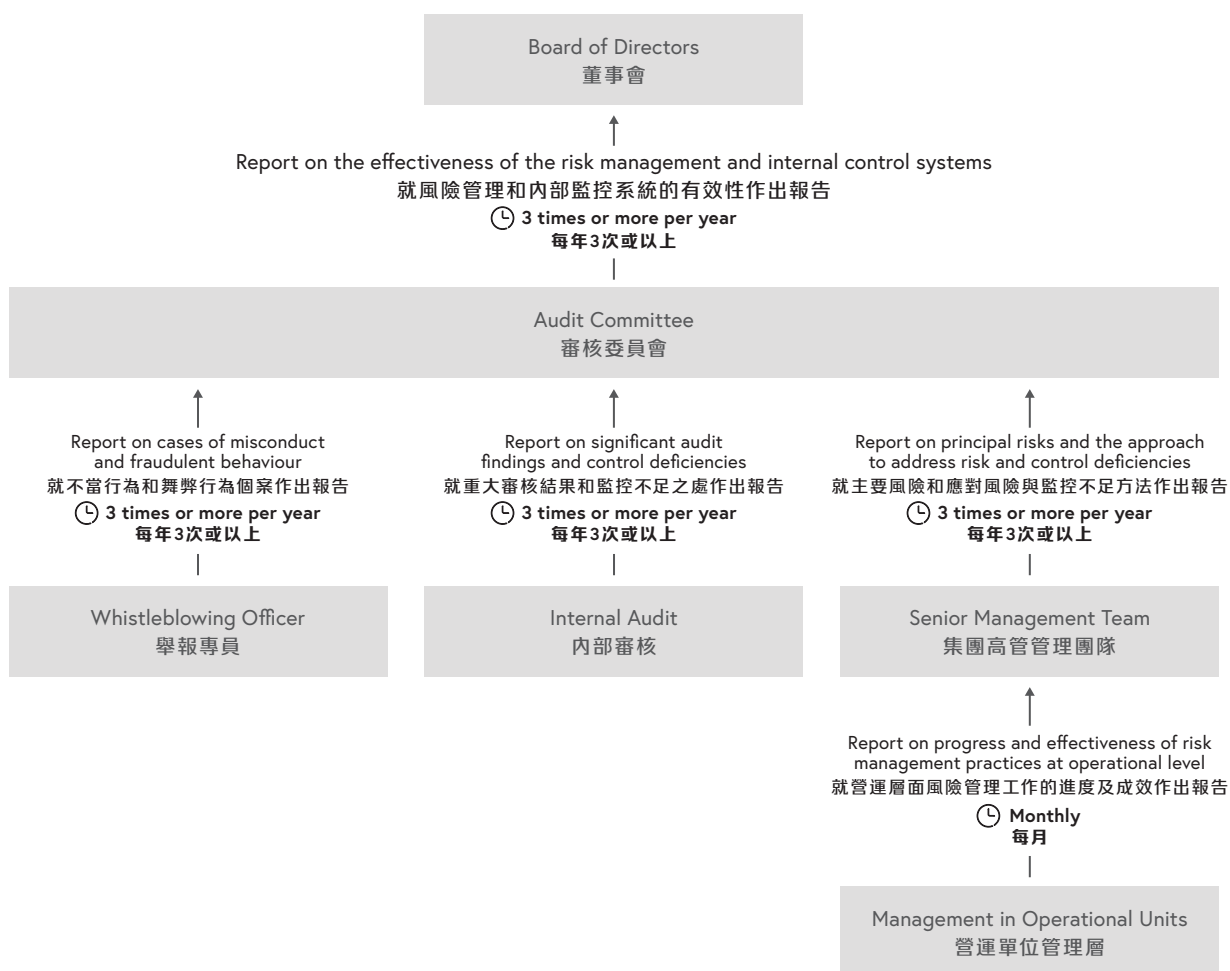 Board of Directors
董事會
Report on the effectiveness of the risk management and internal control systems
就風險管理和內部監控系統的有效性作出報告
3 times or more per year
每年3次或以上
Audit Committee
審核委員會
Report on cases of misconduct
and fraudulent behaviour
就不當行為和舞弊行為個案作出報告
3 times or more per year
每年3次或以上
Report on significant audit
findings and control deficiencies
就重大審核結果和監控不足之處作出報告
3 times or more per year
每年3次或以上
Report on principal risks and the approach
to address risk and control deficiencies
就主要風險和應對風險與監控不足方法作出報告
3 times or more per year
每年3次或以上
Whistleblowing Officer
舉報專員
Internal Audit
內部審核
Senior Management Team
集團高管管理團隊
Report on progress and effectiveness of risk
management practices at operational level
就營運層面風險管理工作的進度及成效作出報告
Monthly
每月
Management in Operational Units
營運單位管理層